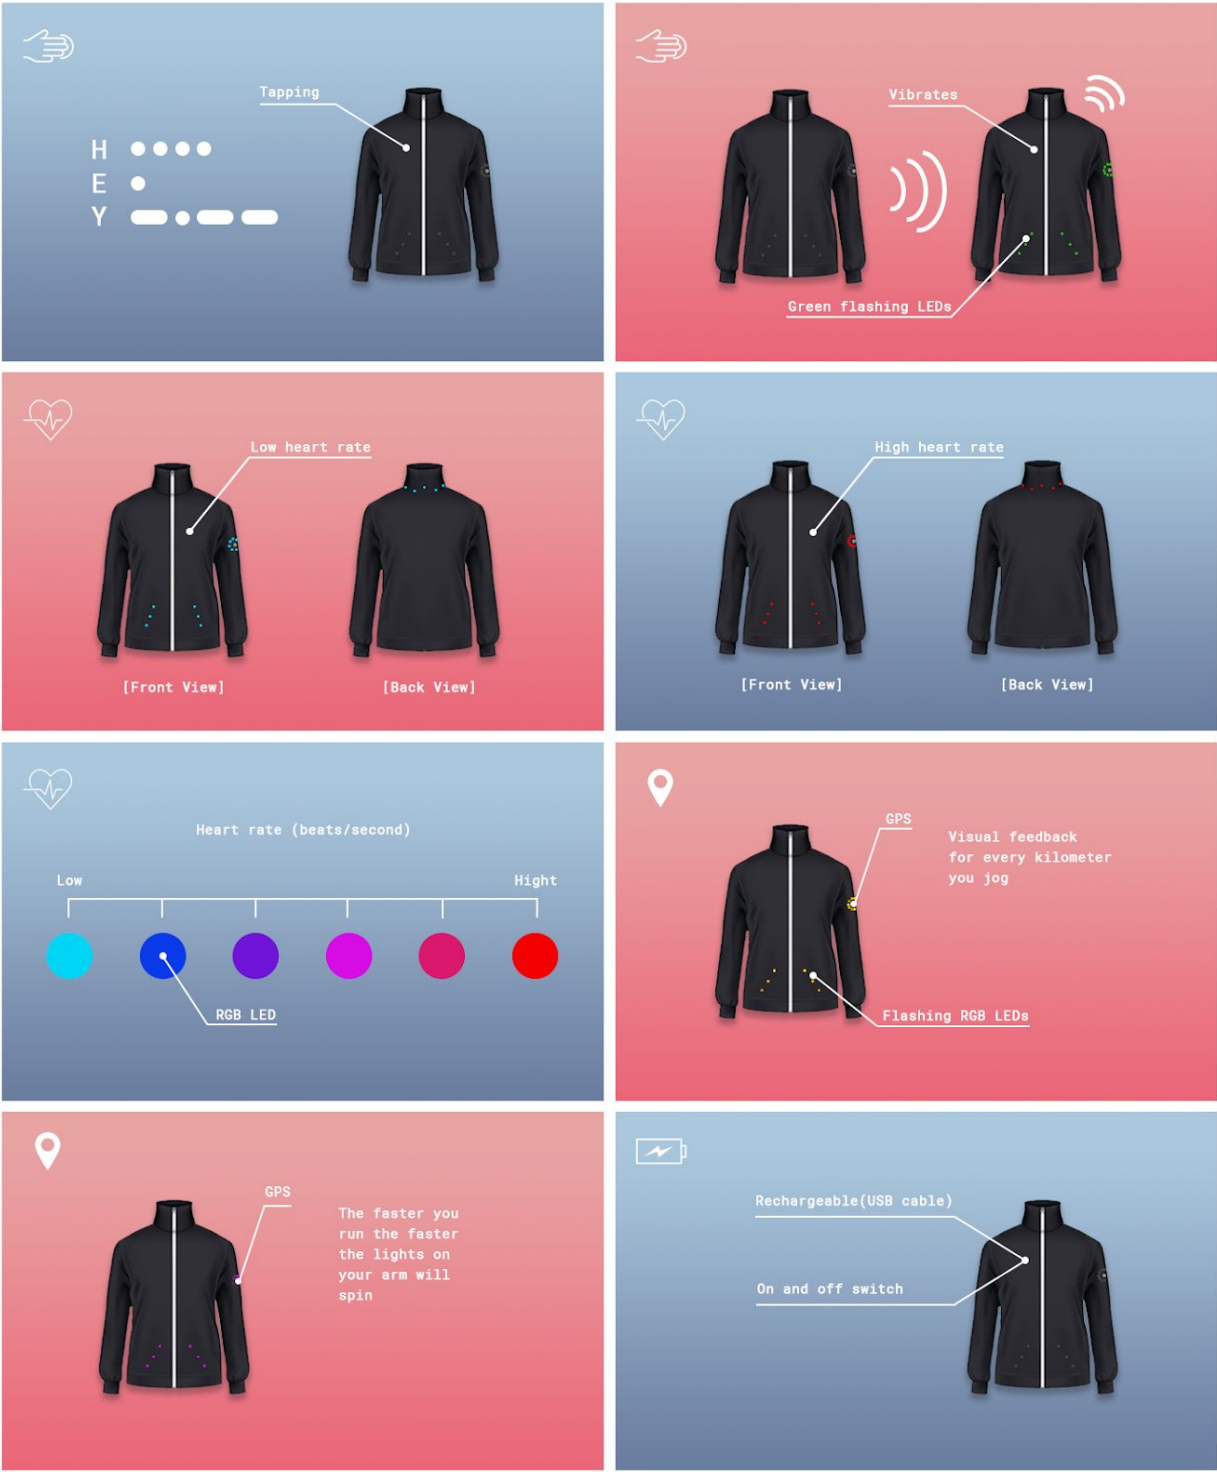 Tapping
H
E
Y
Vibrates
Green flashing LEDs
Low heart rate
[Front View]
[Back View]
High heart rate
[Front View]
[Back View]
Heart rate (beats/second)
Low
Hight
RGB LED
GPS
Visual feedback
for every kilometer
you jog
Flashing RGB LEDs
GPS
The faster you
run the faster
the lights on
your arm will
spin
Rechargeable(USB cable)
On and off switch